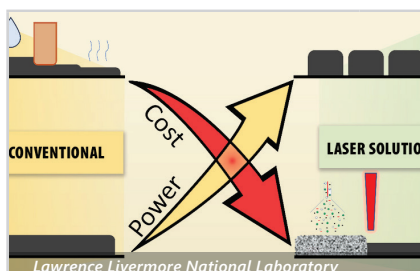 Cost
CONVENTIONAL
LASER SOLUTIO
Power
Lawrence Livermore National Laboratory